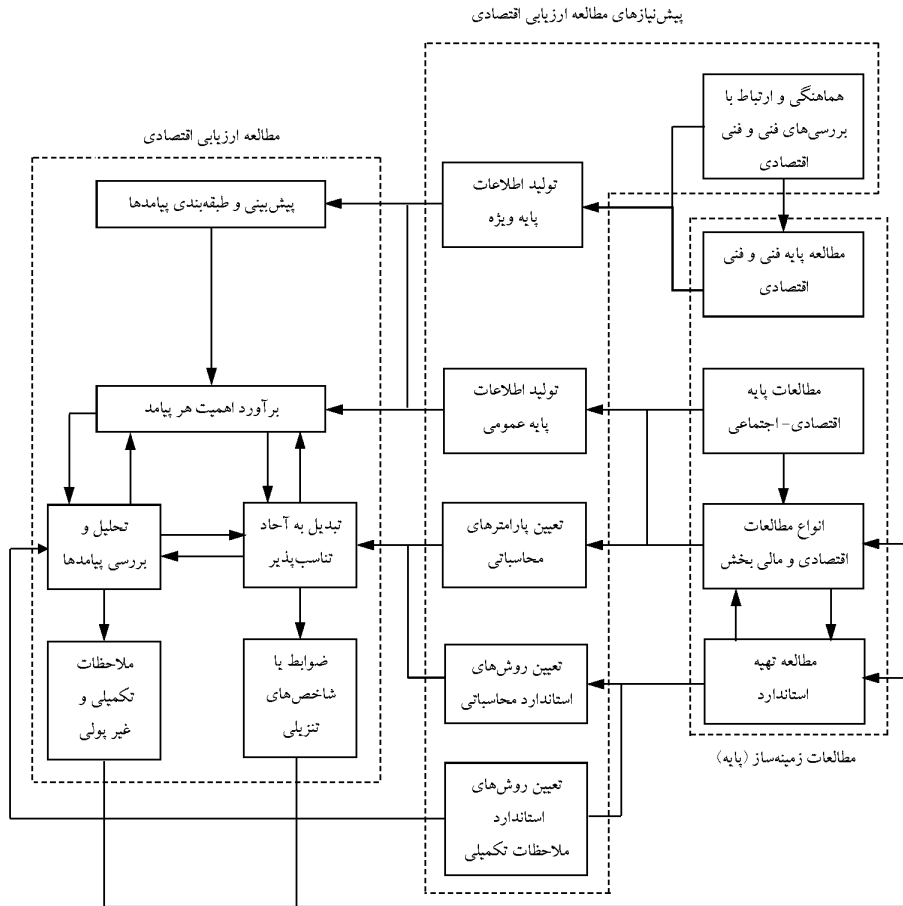 پیش‌نیازهای مطالعه ارزیابی اقتصادی
هماهنگی و ارتباط با
بررسی‌های فنی و فنی
اقتصادی
مطالعه پایه فنی و فنی
اقتصادی
مطالعات پایه
اقتصادی- اجتماعی
انواع مطالعات
اقتصادی و مالی بخش
مطالعه تهیه
استاندارد
مطالعات زمینه‌ساز (پایه)
تولید اطلاعات
پایه ویژه
تولید اطلاعات
پایه عمومی
تعیین پارامترهای
محاسباتی
تعیین روش‌های
استاندارد محاسباتی
تعیین روش‌های
استاندارد
ملاحظات تکمیلی
مطالعه ارزیابی اقتصادی
پیش‌بینی و طبقه‌بندی پیامدها
برآورد اهمیت هر پیامد
تبدیل به آحاد
تناسب‌پذیر
تحلیل و
بررسی پیامدها
ضوابط یا
شاخص‌های
تنزیلی
ملاحظات
تکمیلی و
غیر پولی